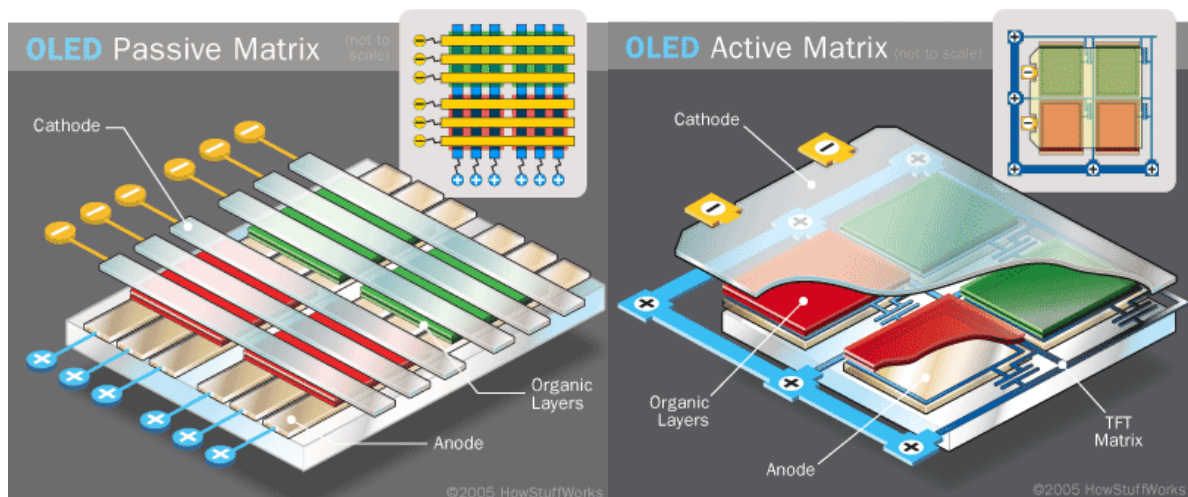 OLED Passive Matrix
(not to
scale)
Cathode
Organic
Layers
Anode
©2005 HowStuffWorks
OLED Active Matrix (not to scale)
Cathode
Organic
Layers
Anode
TFT
Matrix
©2005 HowStuffWorks